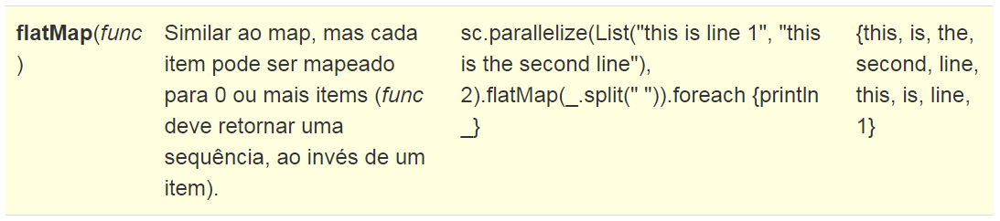 flatMap(func
)
Similar ao map, mas cada
item pode ser mapeado
para 0 ou mais items (func
deve retornar uma
sequência, ao invés de um
item).
sc.parallelize(List("this is line 1", "this
is the second line"),
2).flatMap(_.split(" ")).foreach {println
_}
{this, is, the,
second, line,
this, is, line,
1}